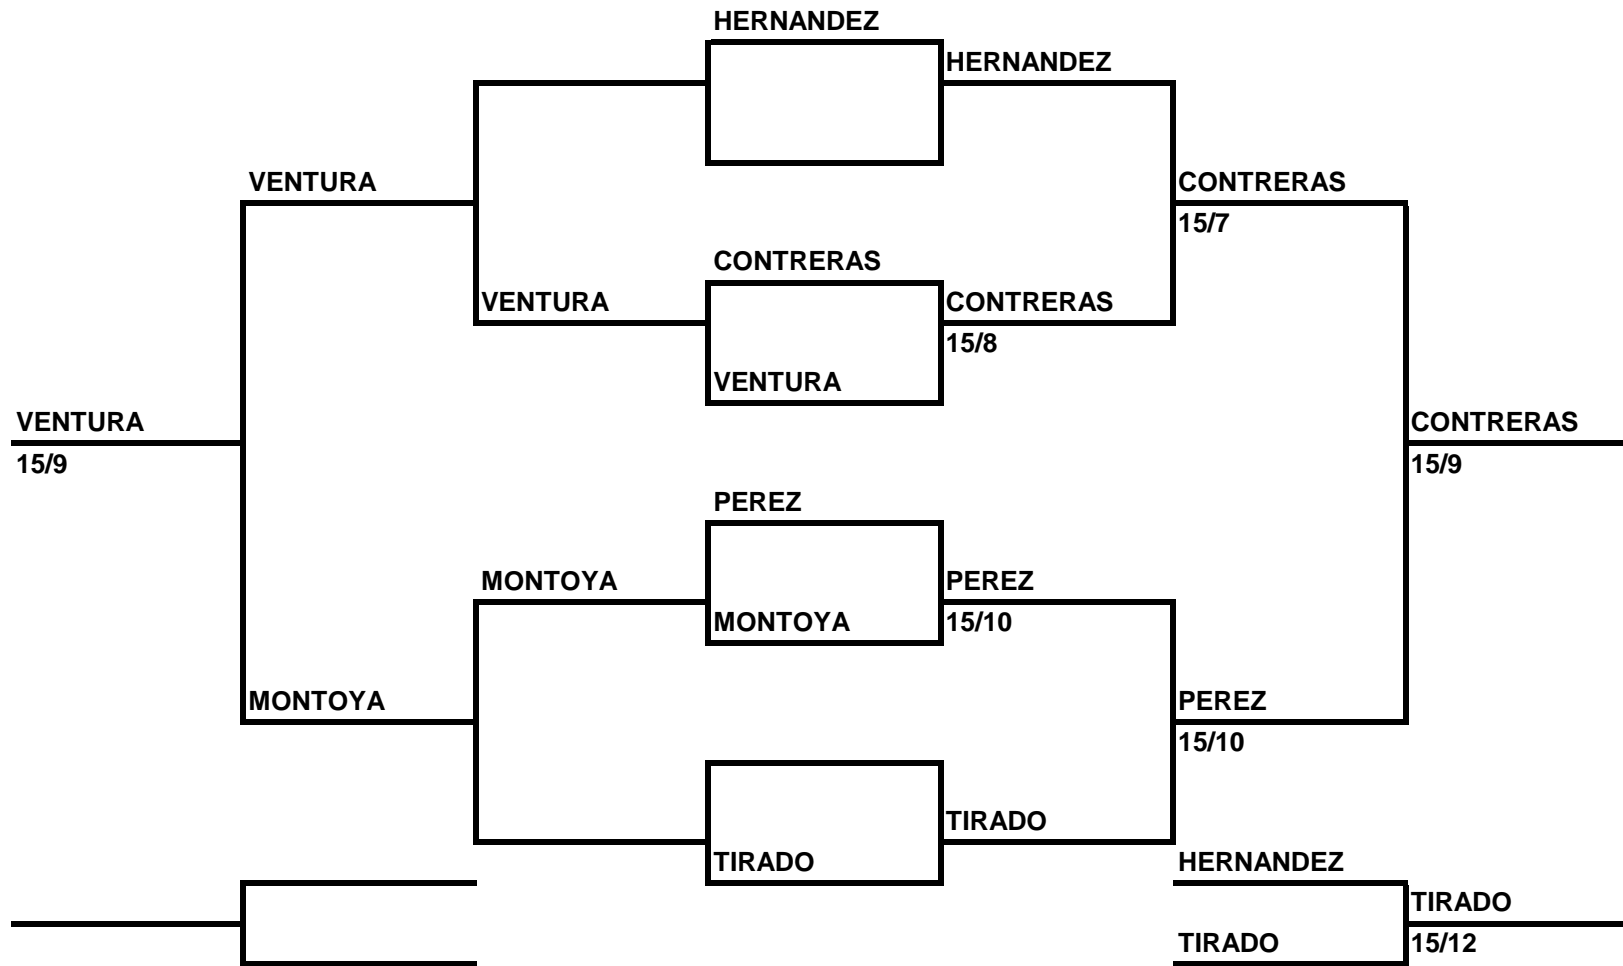 HERNANDEZ
HERNANDEZ
VENTURA
CONTRERAS
15/7
CONTRERAS
VENTURA
CONTRERAS
15/8
VENTURA
VENTURA
CONTRERAS
15/9
15/9
PEREZ
MONTOYA
PEREZ
MONTOYA
15/10
MONTOYA
PEREZ
15/10
TIRADO
TIRADO
HERNANDEZ
TIRADO
TIRADO
15/12